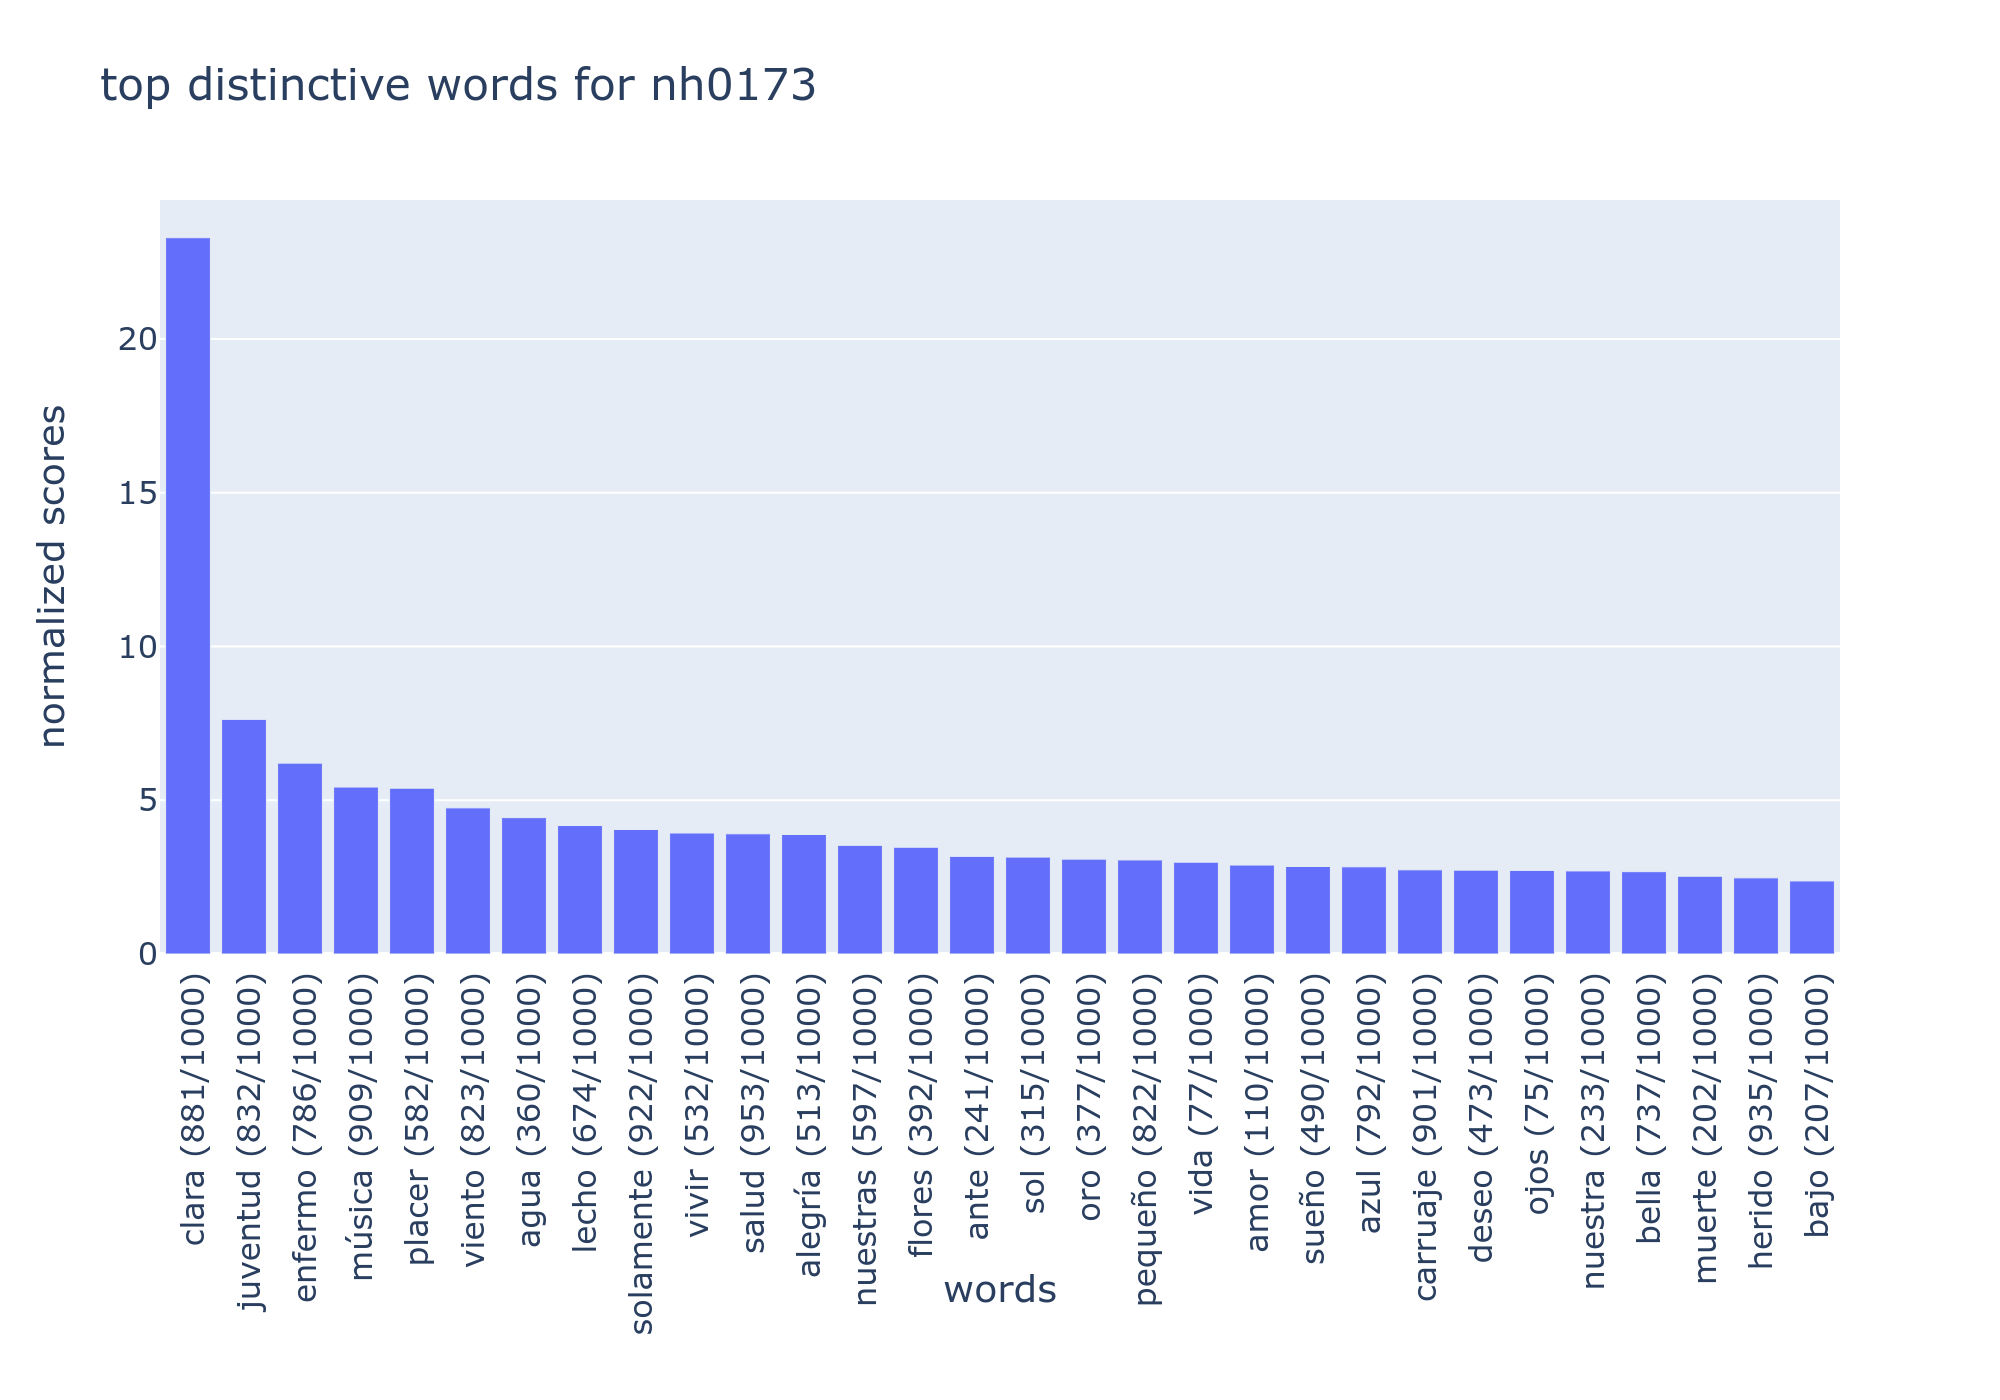 top distinctive words for nh0173
normalized scores
20
15
10
5
0
clara (881/1000)
juventud (832/1000)
enfermo (786/1000)
música (909/1000)
placer (582/1000)
viento (823/1000)
agua (360/1000)
lecho (674/1000)
solamente (922/1000)
vivir (532/1000)
salud (953/1000)
alegría (513/1000)
nuestras (597/1000)
flores (392/1000)
ante (241/1000)
sol (315/1000)
oro (377/1000)
pequeño (822/1000)
vida (777/1000)
amor (110/1000)
sueño (490/1000)
azul (792/1000)
carruaje (901/1000)
deseo (473/1000)
ojos (75/1000)
nuestra (233/1000)
bella (737/1000)
muerte (202/1000)
herido (935/1000)
bajo (207/1000)
words